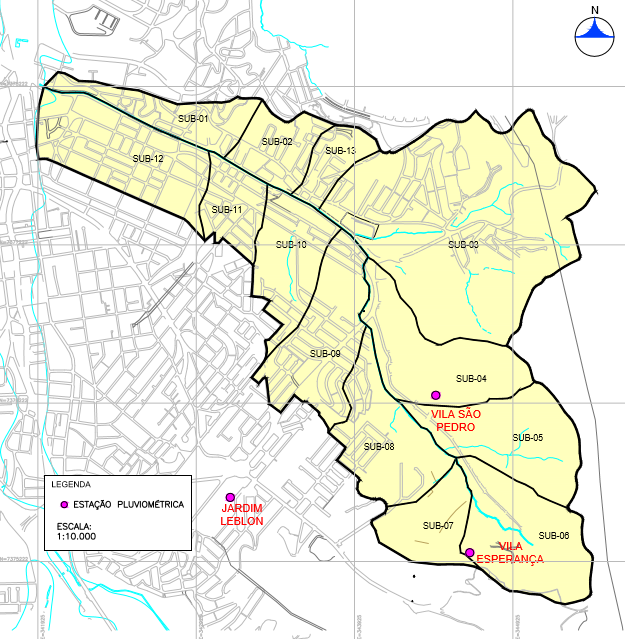 N
SUB-01
SUB-02
SUB-13
SUB-12
SUB-11
SUB-10
SUB-03
SUB-09
SUB-04
VILA SÃO
PEDRO
SUB-05
SUB-08
LEGENDA
ESTAÇÃO PLUVIOMÉTRICA
ESCALA:
1:10.000
JARDIM
LEBLON
SUB-07
SUB-06
VILA
ESPERANÇA